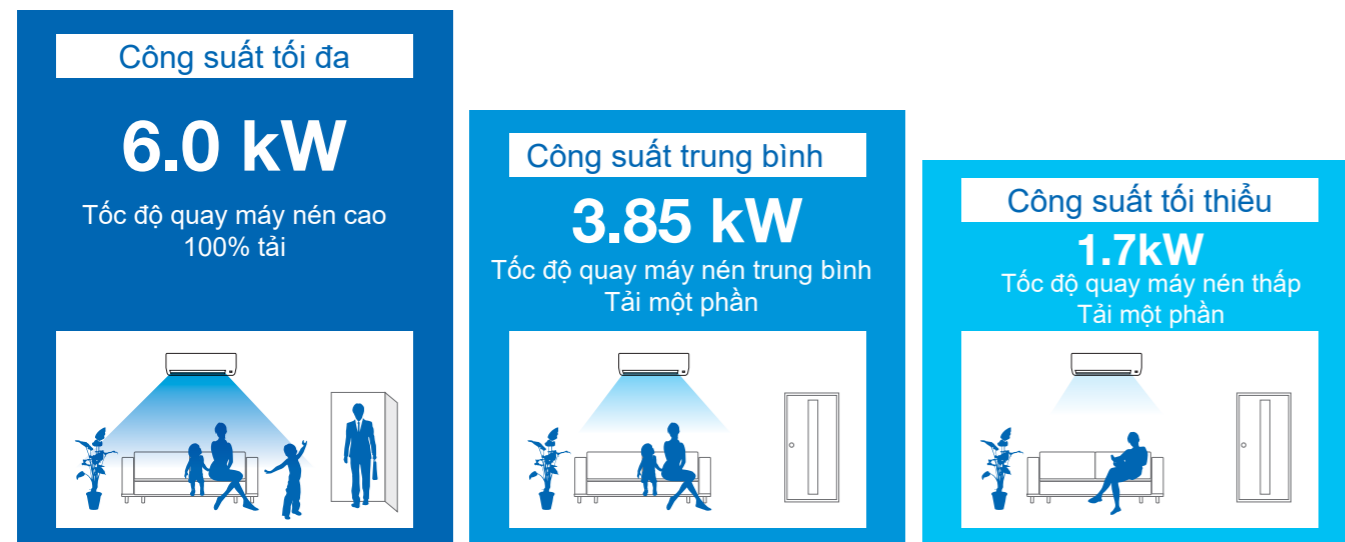 Công suất tối đa
6.0 kW
Tốc độ quay máy nén cao
100% tải
Công suất trung bình
3.85 kW
Tốc độ quay máy nén trung bình
Tải một phần
Công suất tối thiểu
1.7kW
Tốc độ quay máy nén thấp
Tải một phần